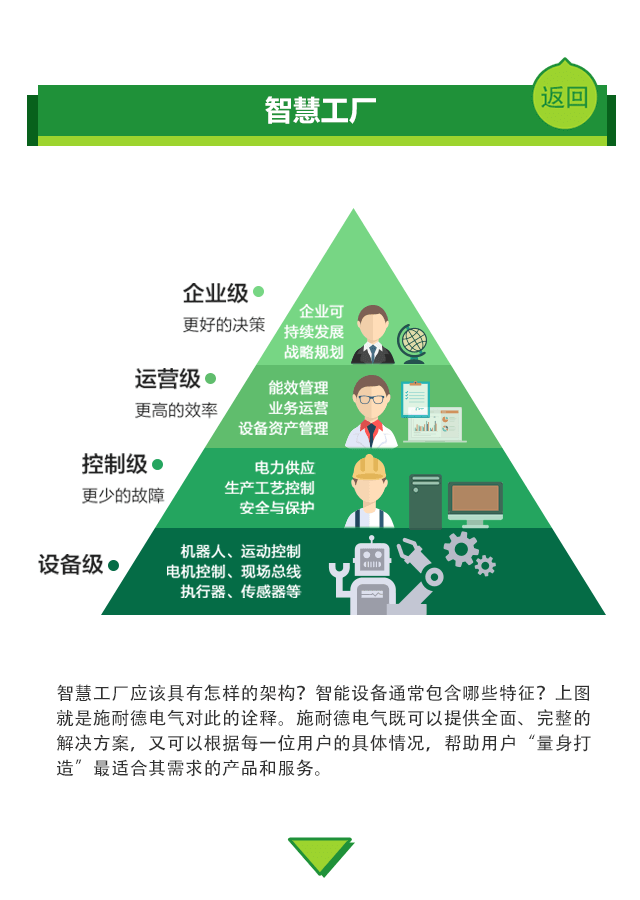 智慧工厂
返回
企业级
更好的决策
企业可
持续发展
战略规划
运营级
更高的效率
能效管理
业务运营
设备资产管理
控制级
更少的故障
电力供应
生产工艺控制
安全与保护
设备级
机器人、运动控制
电机控制、现场总线
执行器、传感器等
智慧工厂应该具有怎样的架构？智能设备通常包含哪些特征？上图
就是施耐德电气对此的诠释。施耐德电气既可以提供全面、完整的
解决方案，又可以根据每一位用户的具体情况，帮助用户“量身打
造”最适合其需求的产品和服务。